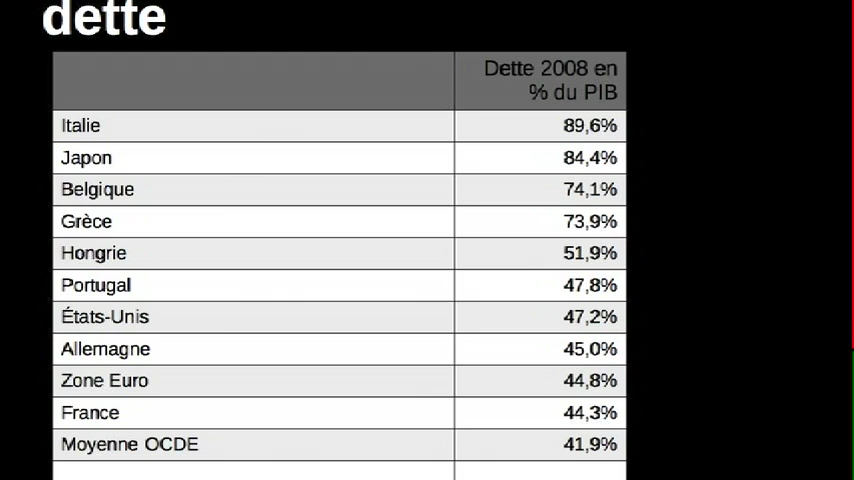 dette
Dette 2008 en
% du PIB
Italie 89,6%
Japon 84,4%
Belgique 74,1%
Grèce 73,9%
Hongrie 51,9%
Portugal 47,8%
États-Unis 47,2%
Allemagne 45,0%
Zone Euro 44,8%
France 44,3%
Moyenne OCDE 41,9%